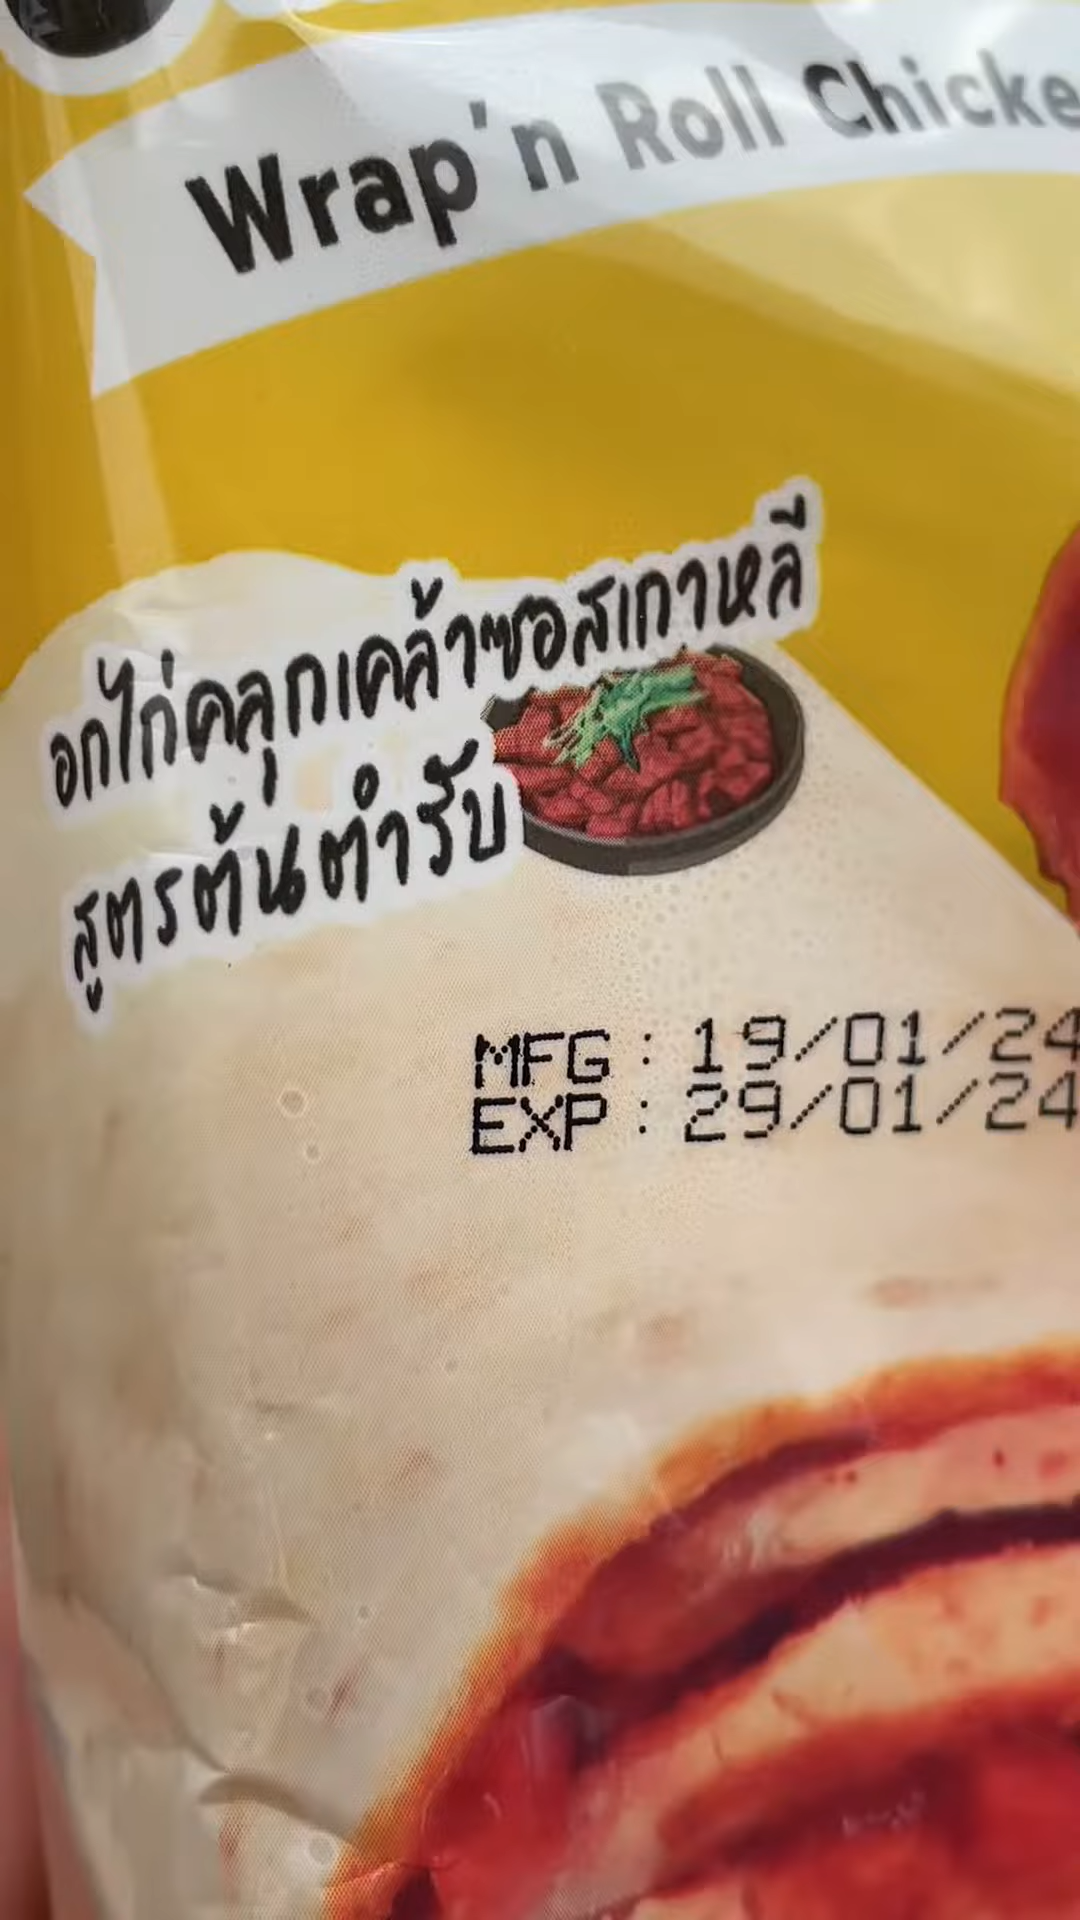 Wrap'n Roll Chicke
อกไก่คลุกเคล้าซอสเกาหลี
สูตรต้นตำรับ
MFG : 19/01/24
EXP : 29/01/24